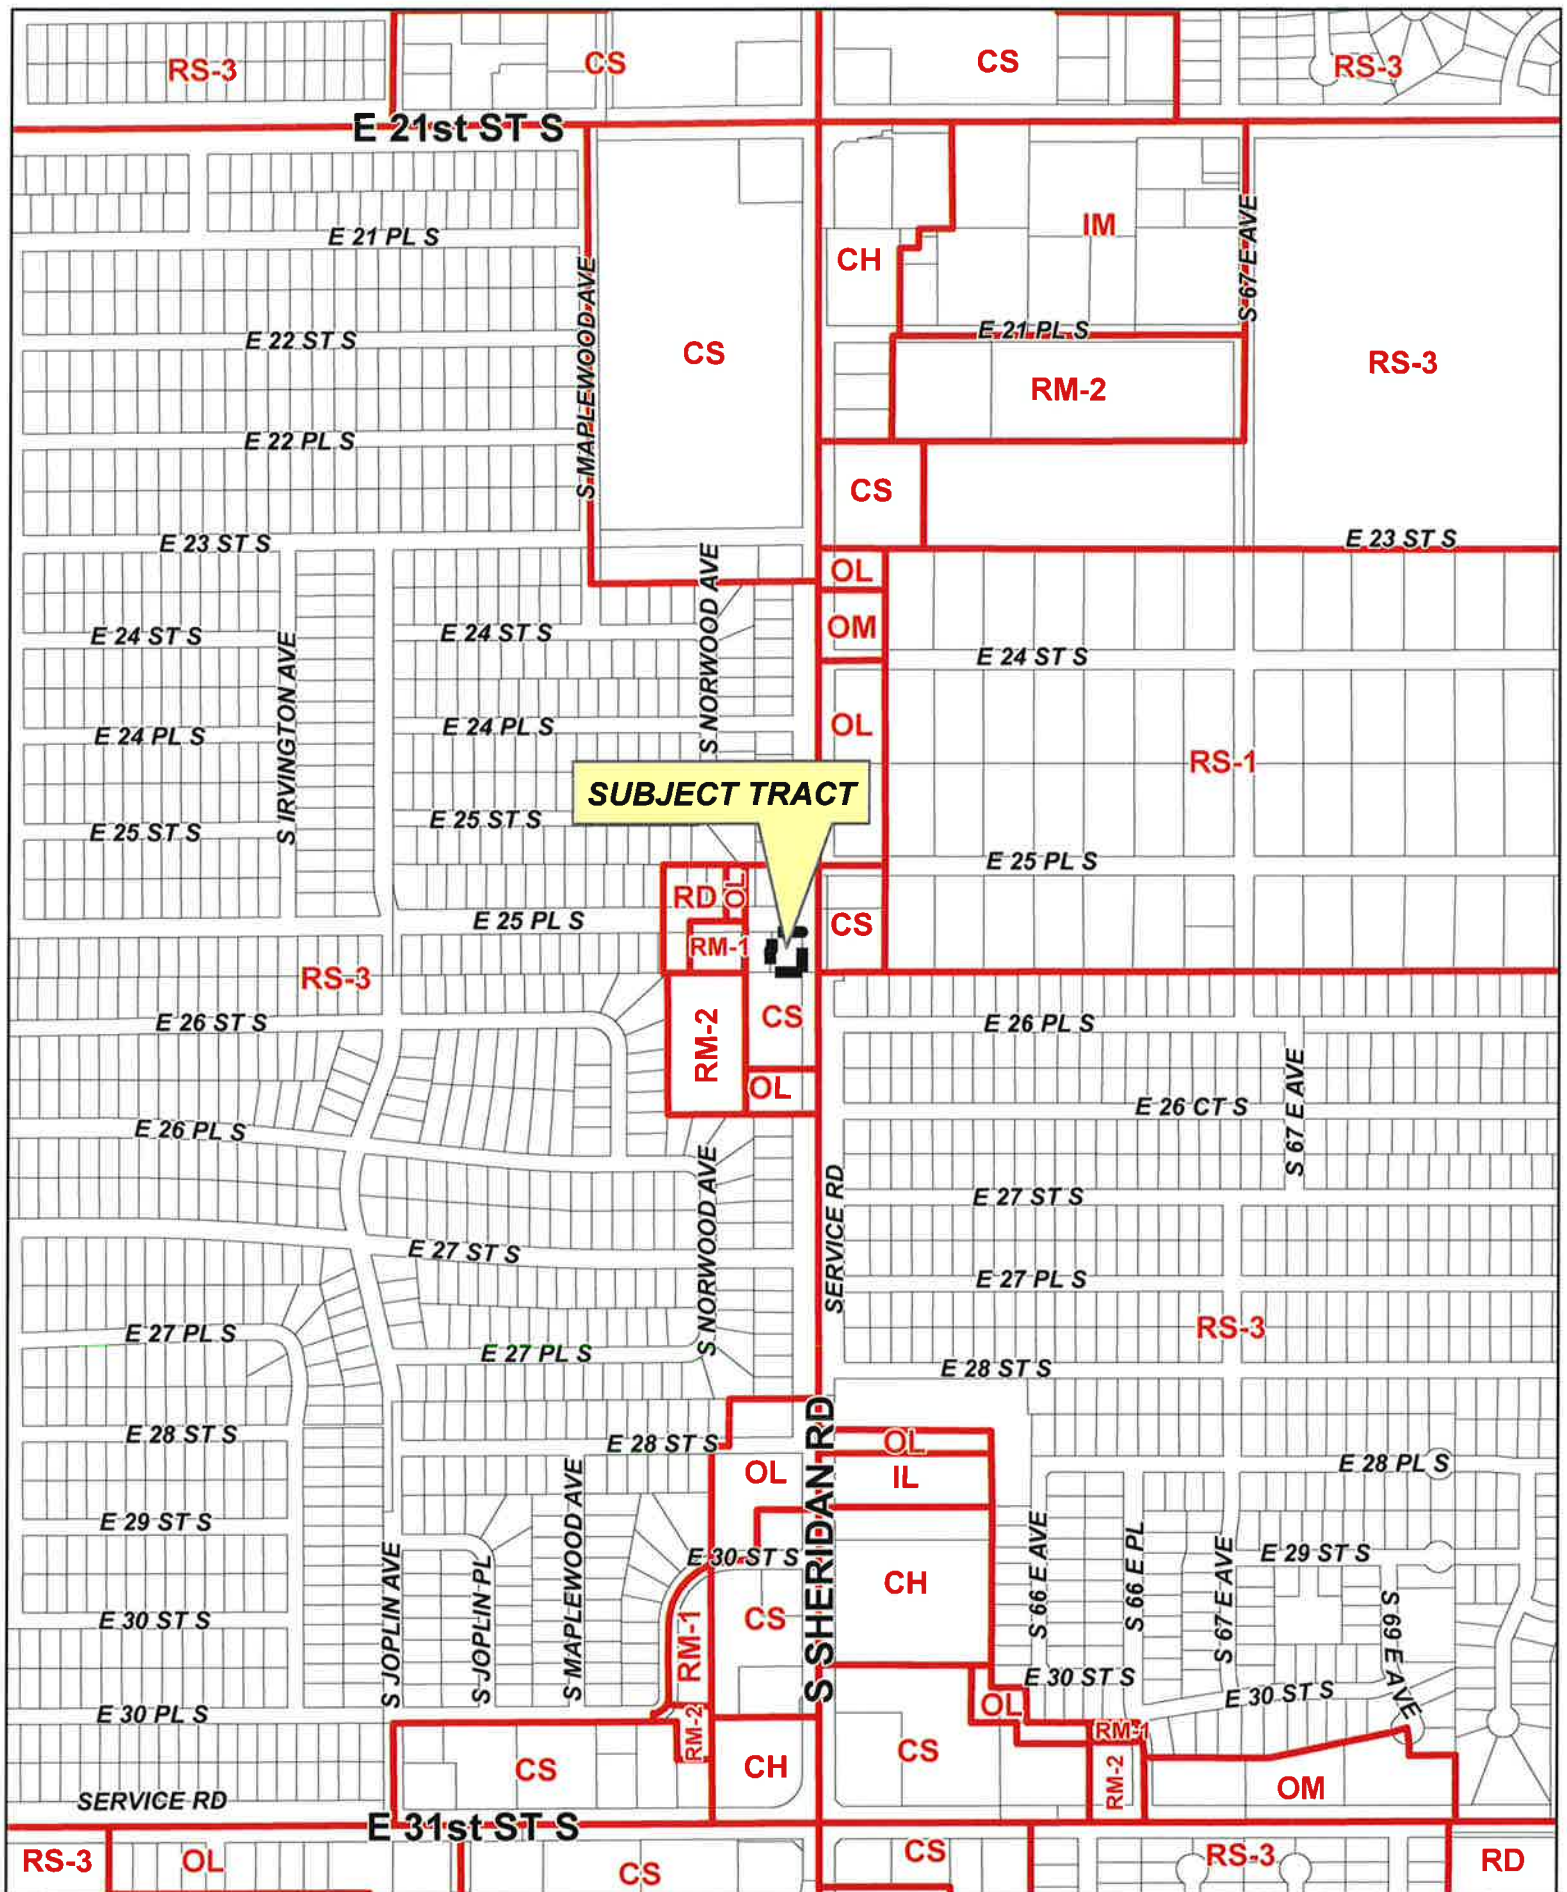 RS-3
CS
CS
RS-3
E 21st ST S
E 21 PL S
S MAPLEWOOD AVE
CH
IM
S 67 E AVE
E 22 ST S
CS
E 21 PL S
RM-2
RS-3
E 22 PL S
CS
E 23 ST S
E 23 ST S
S NORWOOD AVE
OL
E 24 ST S
S IRVINGTON AVE
E 24 ST S
OM
E 24 ST S
E 24 PL S
E 24 PL S
OL
RS-1
SUBJECT TRACT
E 25 ST S
E 25 ST S
E 25 PL S
RD
OL
E 25 PL S
CS
RM-1
RS-3
E 26 ST S
RM-2
CS
E 26 PL S
S 67 E AVE
OL
E 26 CT S
E 26 PL S
S NORWOOD AVE
SERVICE RD
E 27 ST S
E 27 ST S
E 27 PL S
E 27 PL S
E 27 PL S
RS-3
E 28 ST S
E 28 ST S
E 28 ST S
S SHERIDAN RD
OL
OL
IL
E 28 PL S
E 29 ST S
S MAPLEWOOD AVE
S JOPLIN AVE
S JOPLIN PL
E 30 ST S
S 66 E AVE
S 66 E PL
S 67 E AVE
E 29 ST S
S 69 E AVE
CH
E 30 ST S
RM-1
CS
E 30 ST S
E 30 ST S
OL
E 30 PL S
RM-2
RM-1
CS
CH
CS
RM-2
OM
SERVICE RD
E 31st ST S
RS-3
OL
CS
CS
RS-3
RD